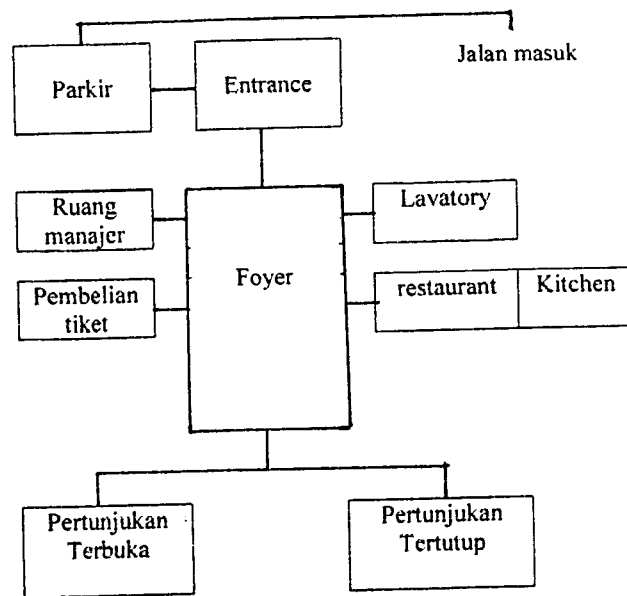 Jalan masuk
Parkir
Entrance
Ruang
manajer
Lavatory
Foyer
Pembelian
tiket
restaurant
Kitchen
Pertunjukan
Terbuka
Pertunjukan
Tertutup